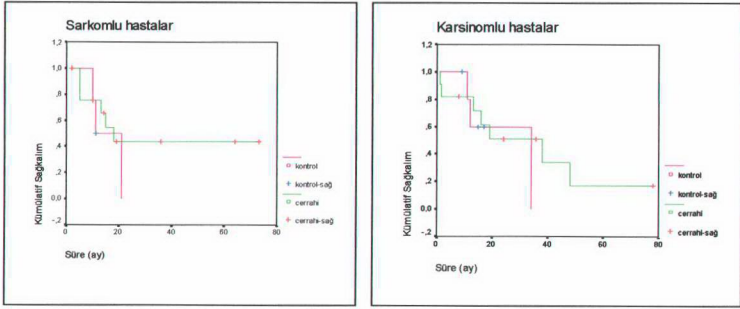 Sarkomlu hastalar
1,2
1,0
,8
,6
,4
,2
0,0
-,2
Kümülatif Sağkalım
0
20
40
60
80
Süre (ay)
kontrol
kontrol-sağ
cerrahi
cerrahi-sağ
Karsinomlu hastalar
1,2
1,0
,8
,6
,4
,2
0.0
-,2
Kümülatif Sağkalım
0
20
40
60
80
Süre (ay)
kontrol
kontrol-sağ
cerrahi
cerrahi-sağ